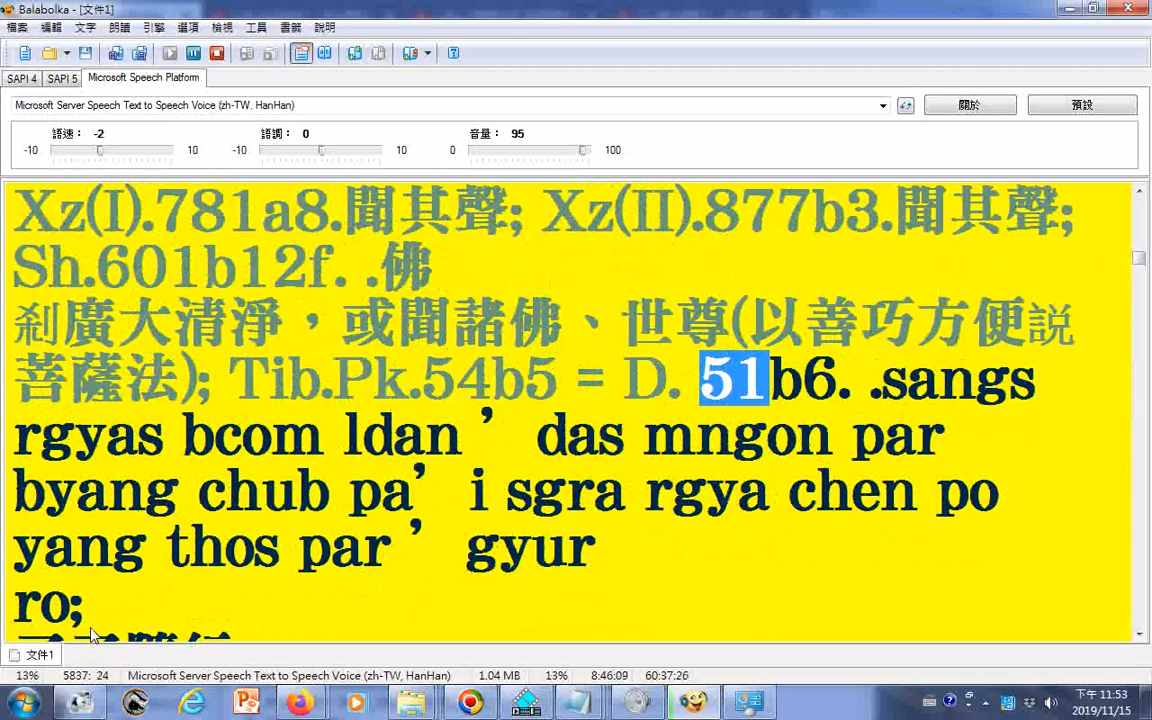 Balabolka - [文件1]
檔案 編輯 文字 朗讀 引擎 選項 檢視 工具 書籤 說明
SAPI 4 SAPI 5 Microsoft Speech Platform
Microsoft Server Speech Text to Speech Voice (zh-TW, HanHan) 關於 預設
語速： -2 語調： 0 音量： 95
-10 10 -10 10 0 100
Xz(I).781a8.聞其聲; Xz(II).877b3.聞其聲;
Sh.601b12f. .佛
剎廣大清淨，或聞諸佛、世尊(以善巧方便説
菩薩法); Tib.Pk.54b5 = D. 51b6. .sangs
rgyas bcom ldan ’das mngon par
byang chub pa’i sgra rgya chen po
yang thos par ’gyur
ro;
文件1
13% 5837: 24 Microsoft Server Speech Text to Speech Voice (zh-TW, HanHan) 1.04 MB 13% 8:46:09 60:37:26
下午 11:53
2019/11/15